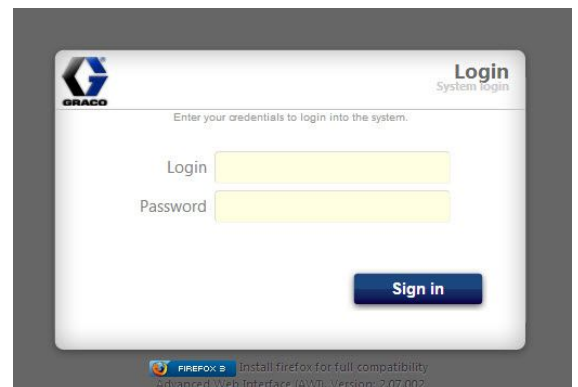 GRACO
Login
System login
Enter your credentials to login into the system.
Login
Password
Sign in
FIREFOX 3 Install firefox for full compatibility
Advanced Web Interface (AWI). Version: 2.07.002